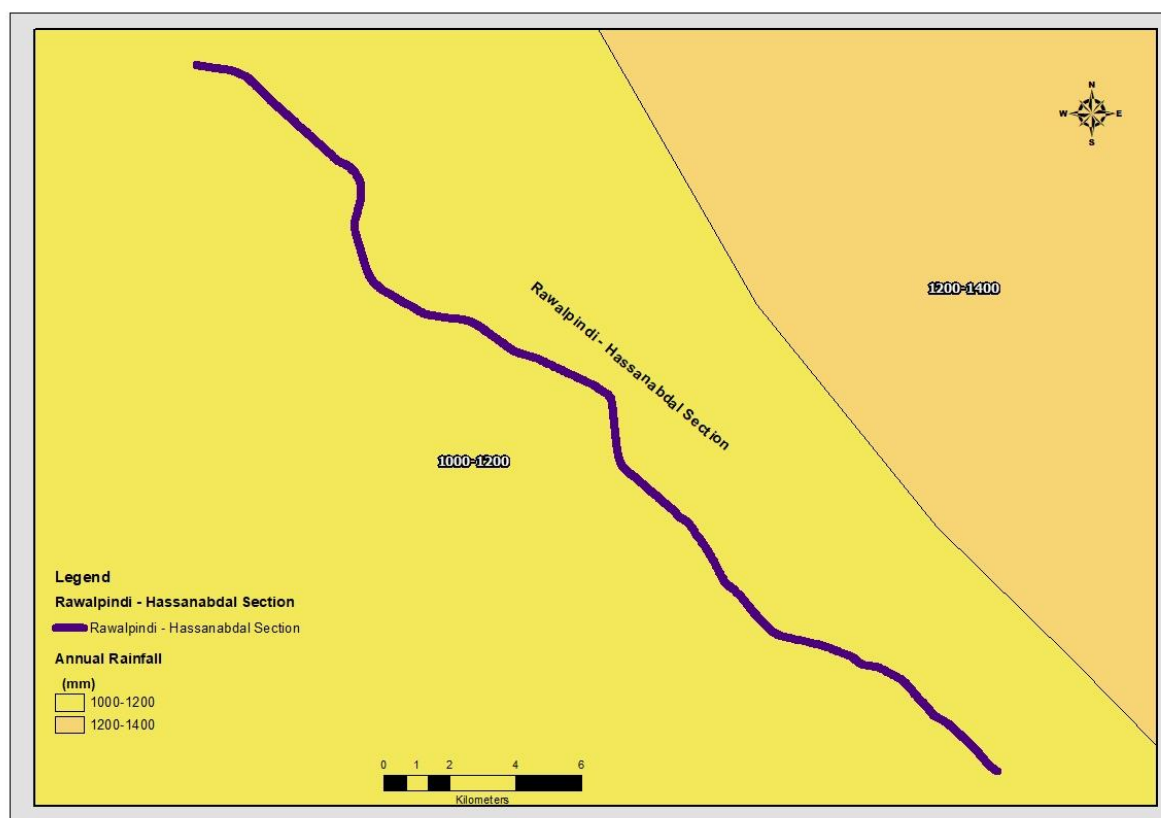 N
W E
S
1200-1400
Rawalpindi - Hassanabdal Section
1000-1200
Legend
Rawalpindi - Hassanabdal Section
Rawalpindi - Hassanabdal Section
Annual Rainfall
(mm)
1000-1200
1200-1400
0 1 2 4 6
Kilometers